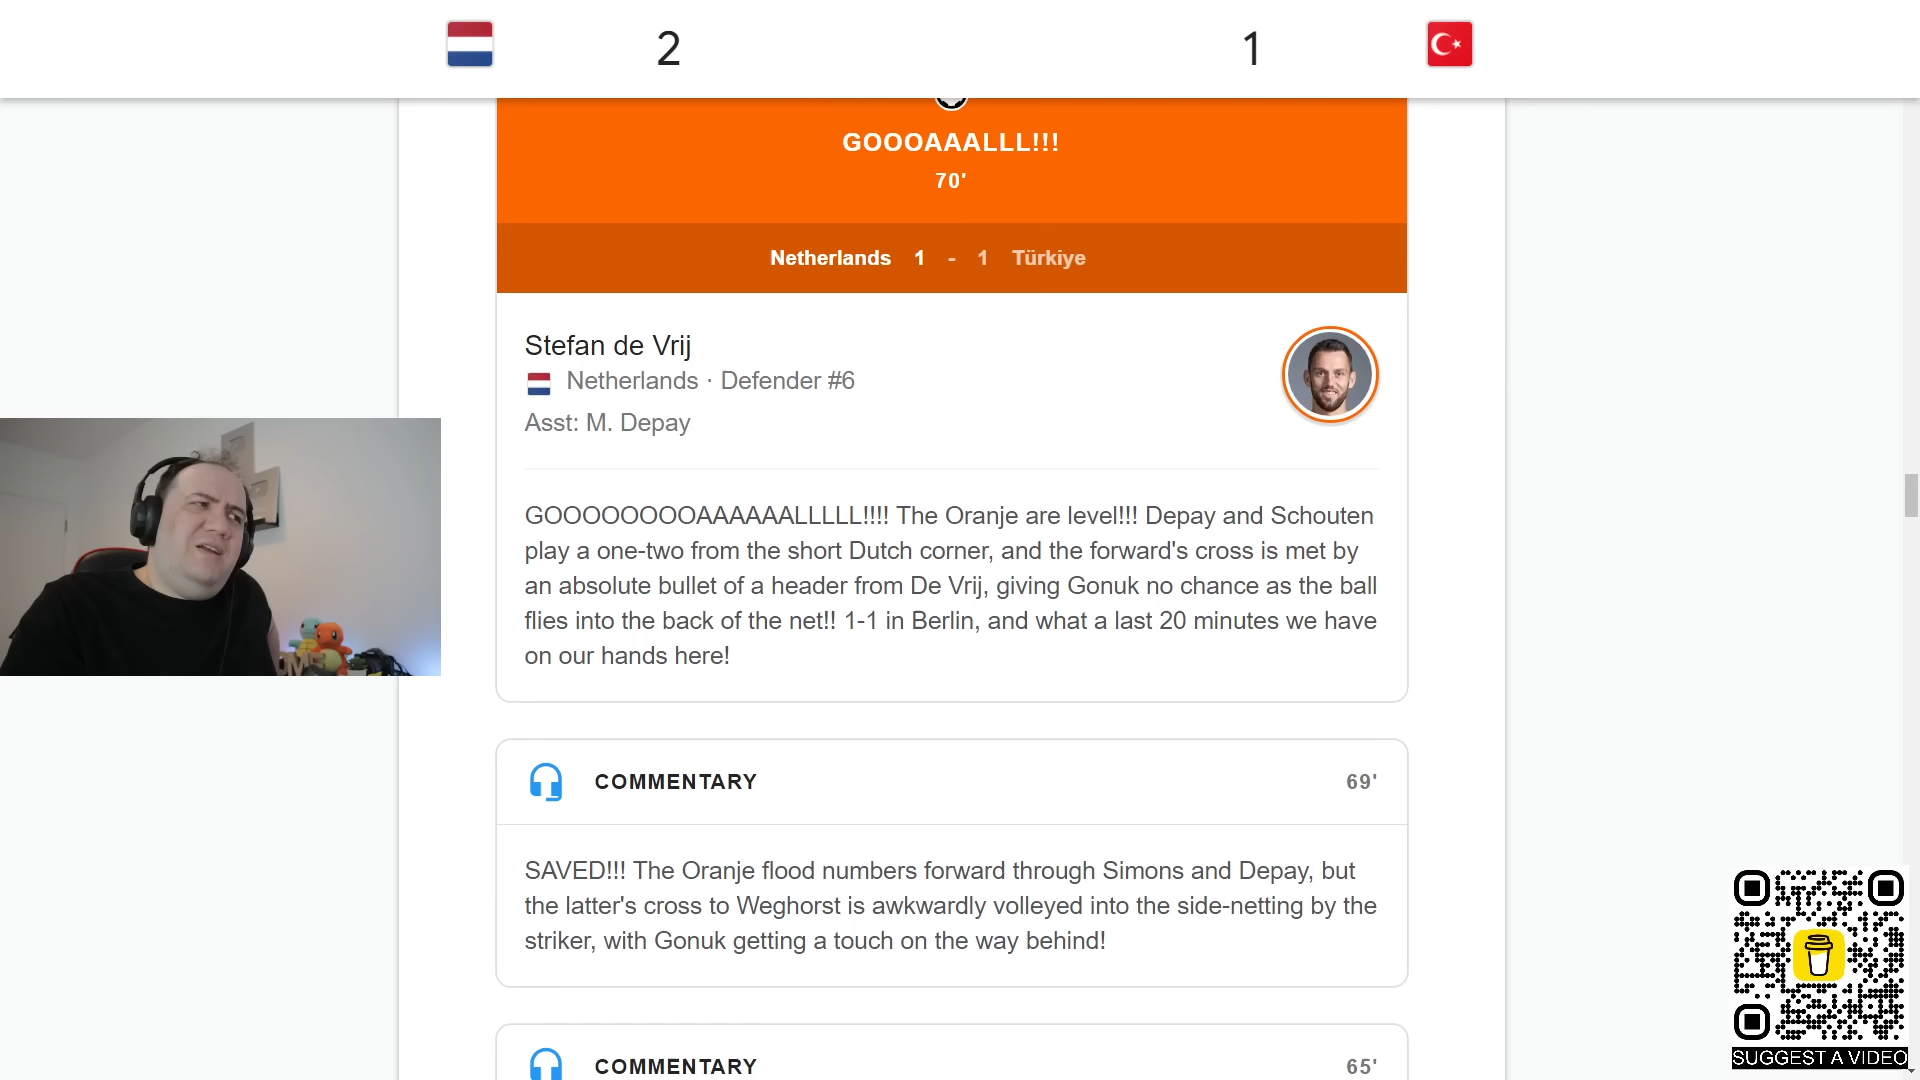 2 1
GOOOAAALLL!!!
70'
Netherlands 1 - 1 Türkiye
Stefan de Vrij
Netherlands · Defender #6
Asst: M. Depay
GOOOOOOOOAAAAAALLLLL!!!! The Oranje are level!!! Depay and Schouten
play a one-two from the short Dutch corner, and the forward's cross is met by
an absolute bullet of a header from De Vrij, giving Gonuk no chance as the ball
flies into the back of the net!! 1-1 in Berlin, and what a last 20 minutes we have
on our hands here!
COMMENTARY 69'
SAVED!!! The Oranje flood numbers forward through Simons and Depay, but
the latter's cross to Weghorst is awkwardly volleyed into the side-netting by the
striker, with Gonuk getting a touch on the way behind!
COMMENTARY 65'
SUGGEST A VIDEO